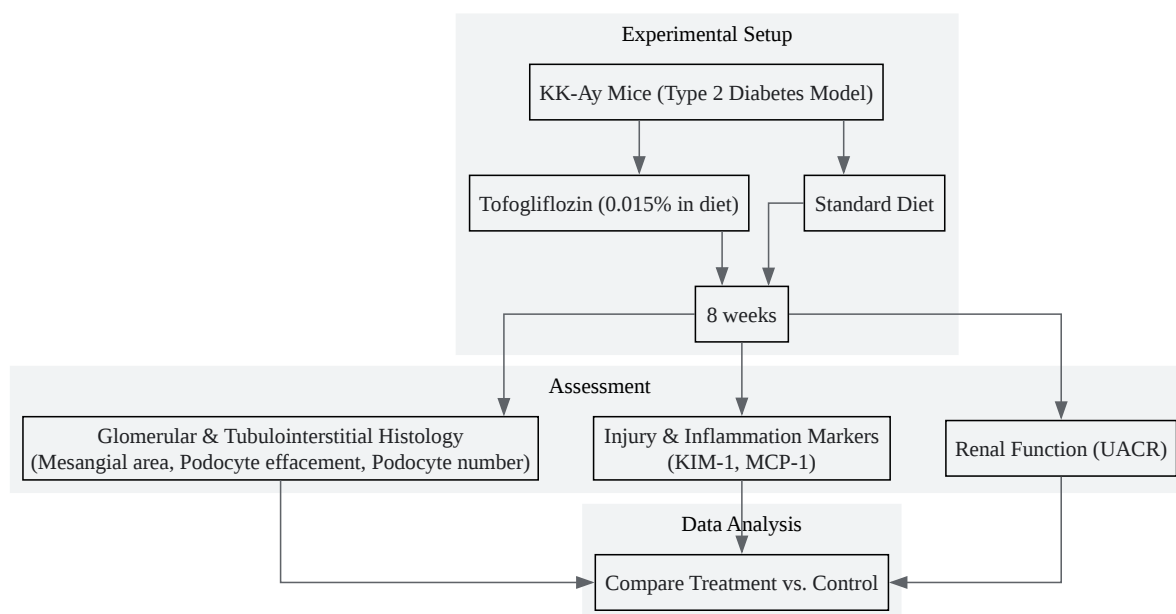 Experimental Setup
KK-Ay Mice (Type 2 Diabetes Model)
Tofogliflozin (0.015% in diet)
Standard Diet
8 weeks
Assessment
Glomerular & Tubulointerstitial Histology
(Mesangial area, Podocyte effacement, Podocyte number)
Injury & Inflammation Markers
(KIM-1, MCP-1)
Renal Function (UACR)
Data Analysis
Compare Treatment vs. Control